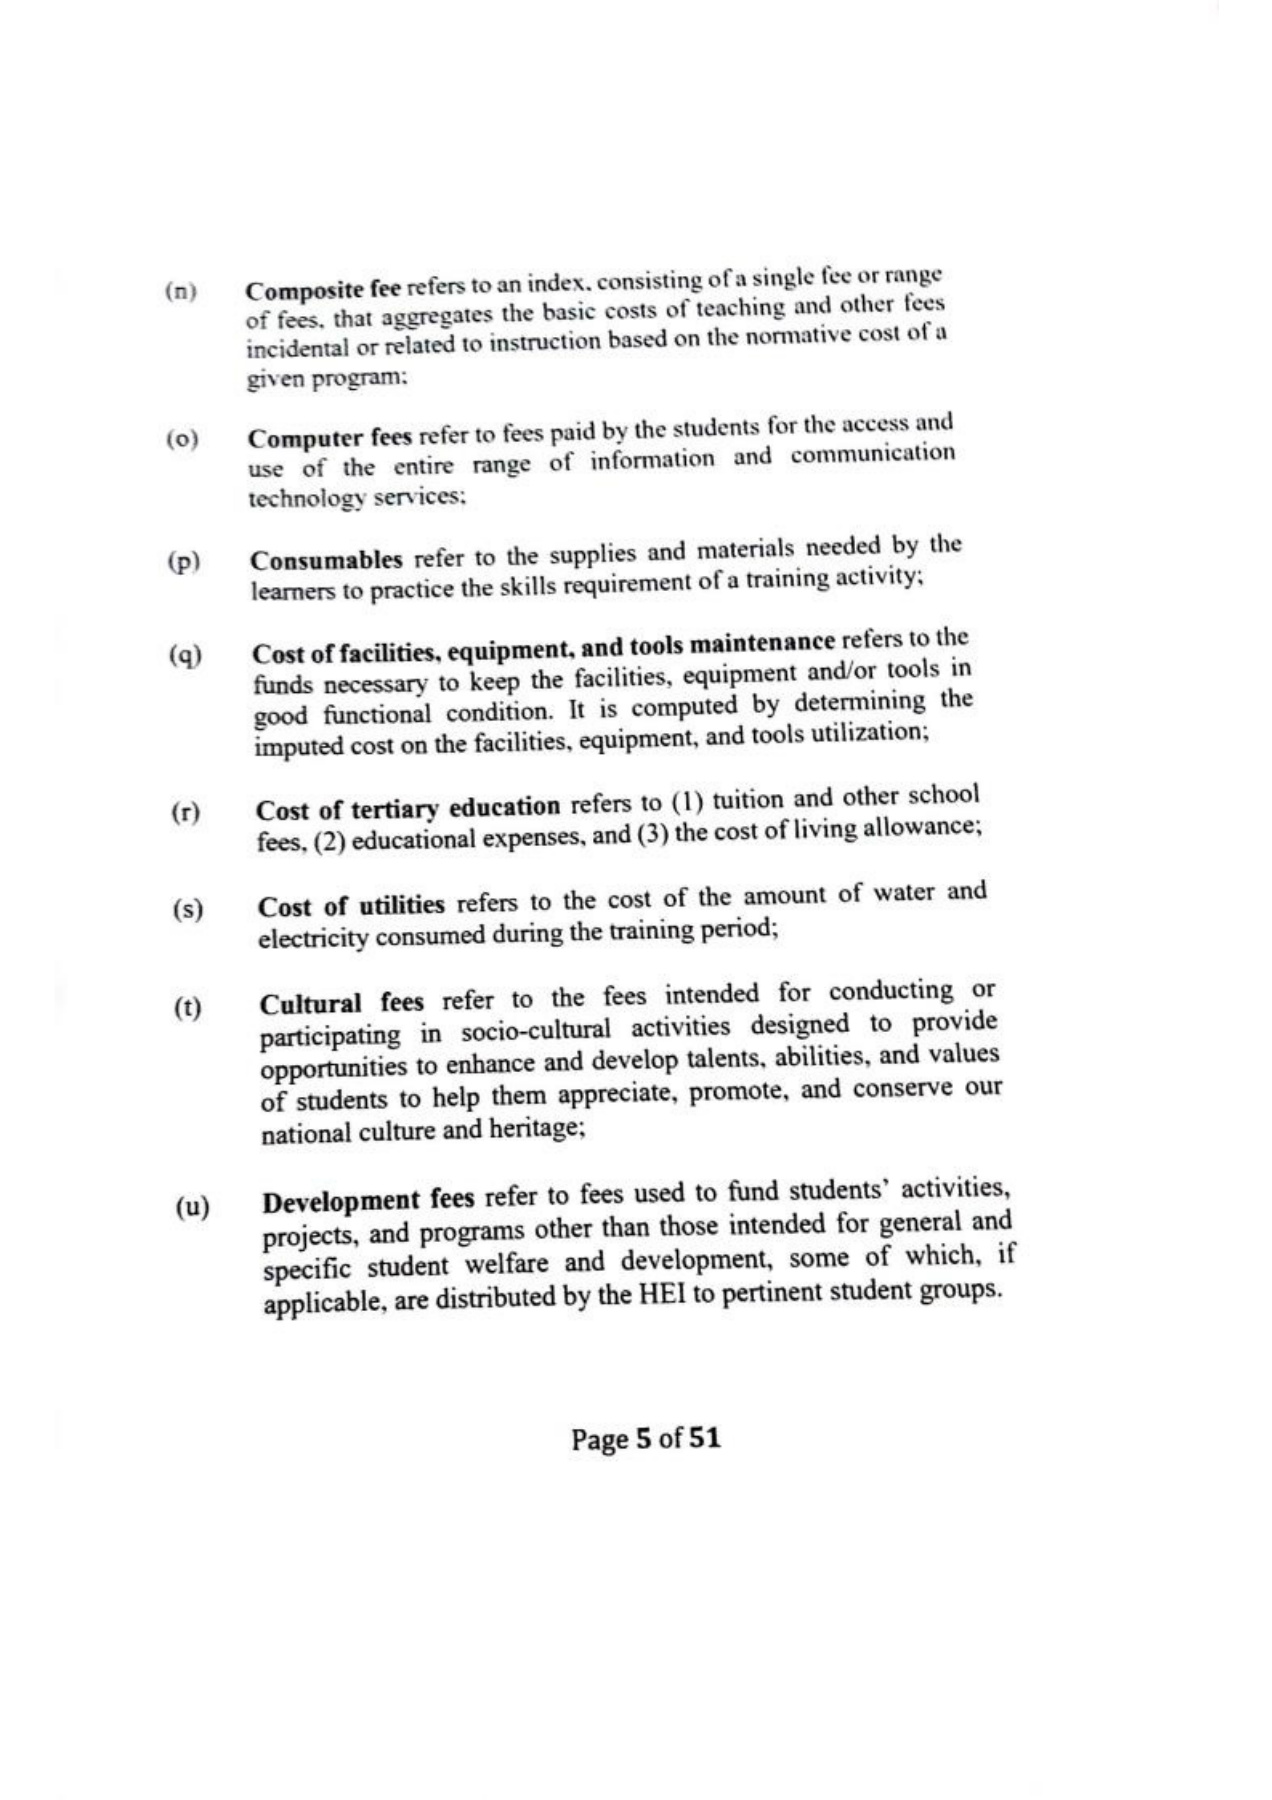 (n) Composite fee refers to an index, consisting of a single fee or range
of fees, that aggregates the basic costs of teaching and other fees
incidental or related to instruction based on the normative cost of a
given program;
(o) Computer fees refer to fees paid by the students for the access and
use of the entire range of information and communication
technology services;
(p) Consumables refer to the supplies and materials needed by the
learners to practice the skills requirement of a training activity;
(q) Cost of facilities, equipment, and tools maintenance refers to the
funds necessary to keep the facilities, equipment and/or tools in
good functional condition. It is computed by determining the
imputed cost on the facilities, equipment, and tools utilization;
(r) Cost of tertiary education refers to (1) tuition and other school
fees, (2) educational expenses, and (3) the cost of living allowance;
(s) Cost of utilities refers to the cost of the amount of water and
electricity consumed during the training period;
(t) Cultural fees refer to the fees intended for conducting or
participating in socio-cultural activities designed to provide
opportunities to enhance and develop talents, abilities, and values
of students to help them appreciate, promote, and conserve our
national culture and heritage;
(u) Development fees refer to fees used to fund students’ activities,
projects, and programs other than those intended for general and
specific student welfare and development, some of which, if
applicable, are distributed by the HEI to pertinent student groups.
Page 5 of 51